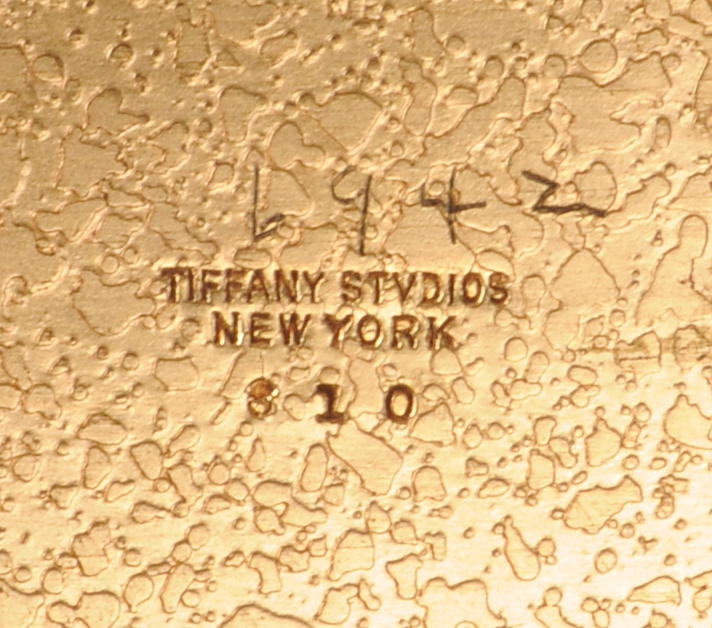 L942
TIFFANY STVDIOS
NEW YORK
810